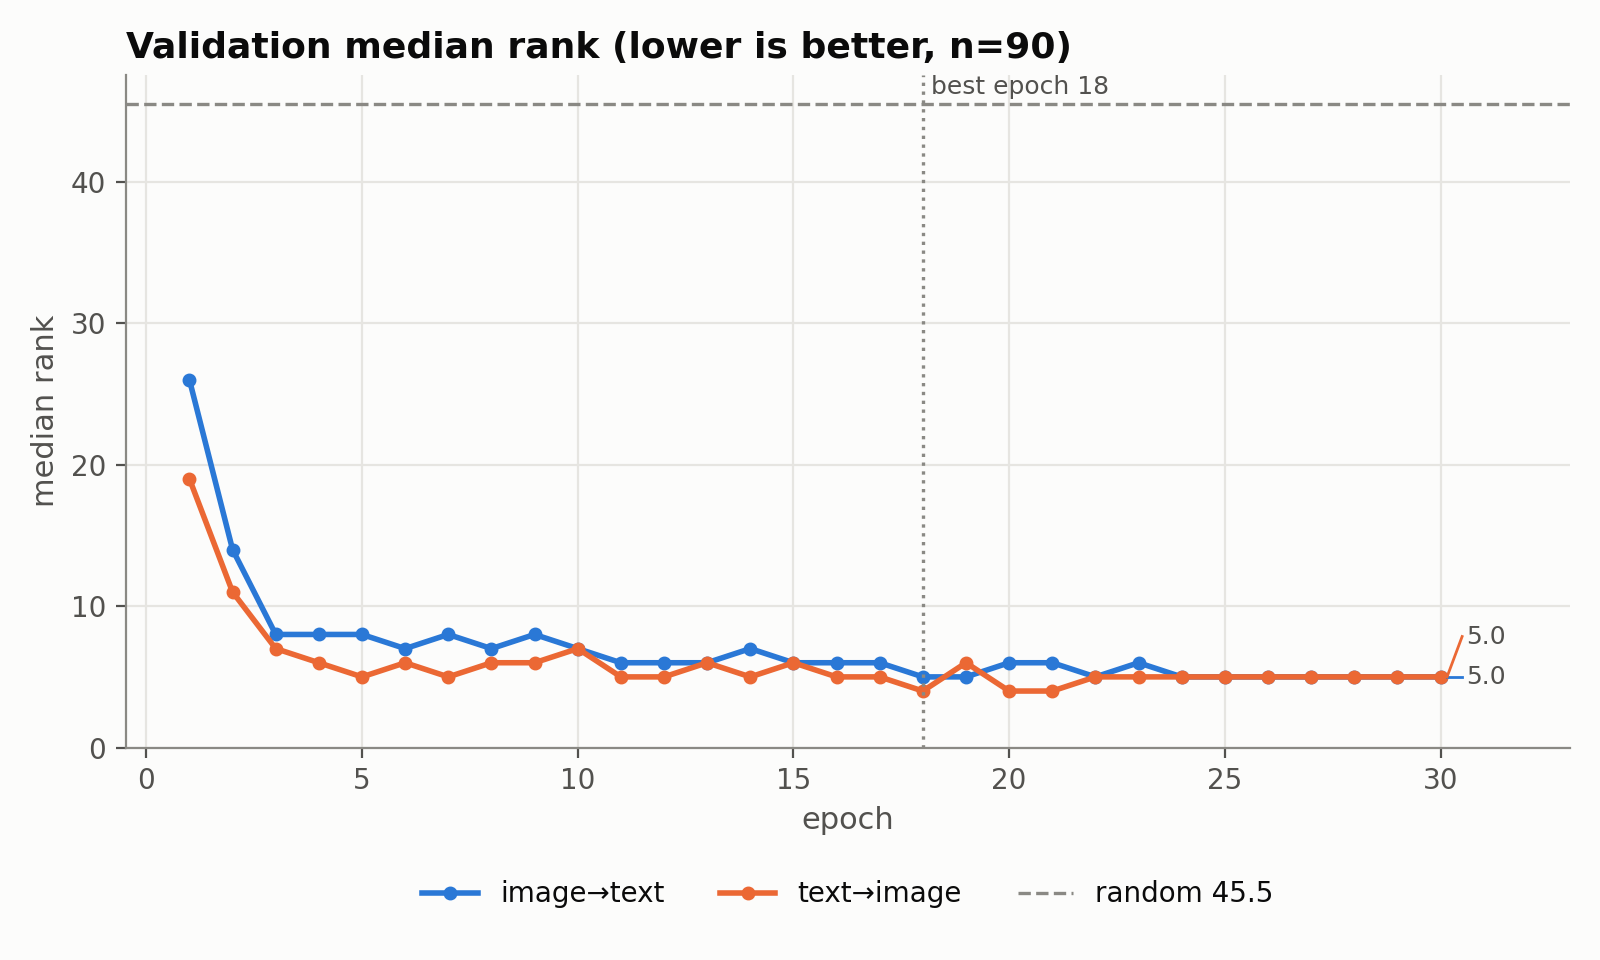 Validation median rank (lower is better, n=90)
best epoch 18
median rank
40
30
20
10
0
5.0
5.0
0 5 10 15 20 25 30
epoch
image→text text→image random 45.5